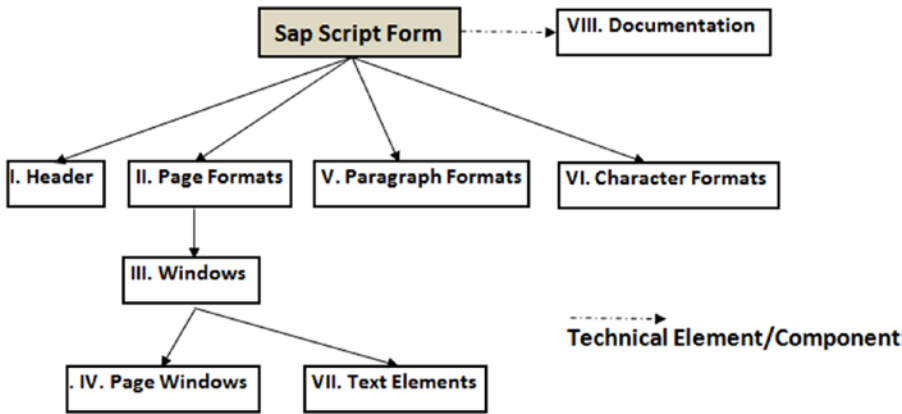 Sap Script Form
VIII. Documentation
I. Header
II. Page Formats
V. Paragraph Formats
VI. Character Formats
III. Windows
Technical Element/Component
. IV. Page Windows
VII. Text Elements